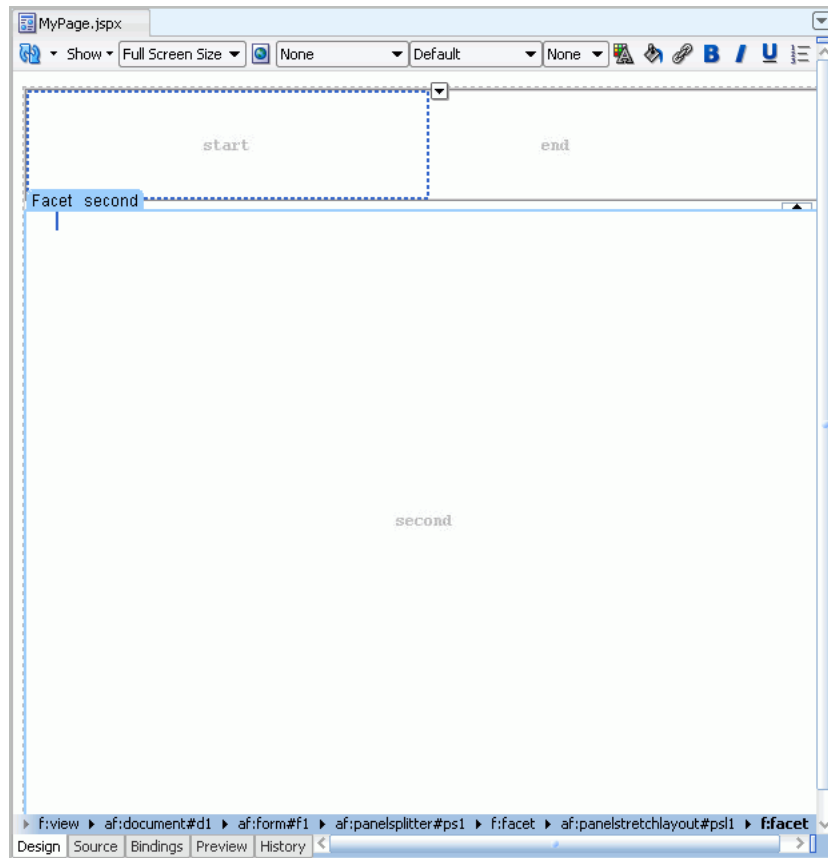 MyPage.jspx
Show Full Screen Size None Default None B I U
start end
Facet second
second
f:view af:document#d1 af:form#f1 af:panelsplitter#ps1 f:facet af:panelstretchlayout#psl1 f:facet
Design Source Bindings Preview History